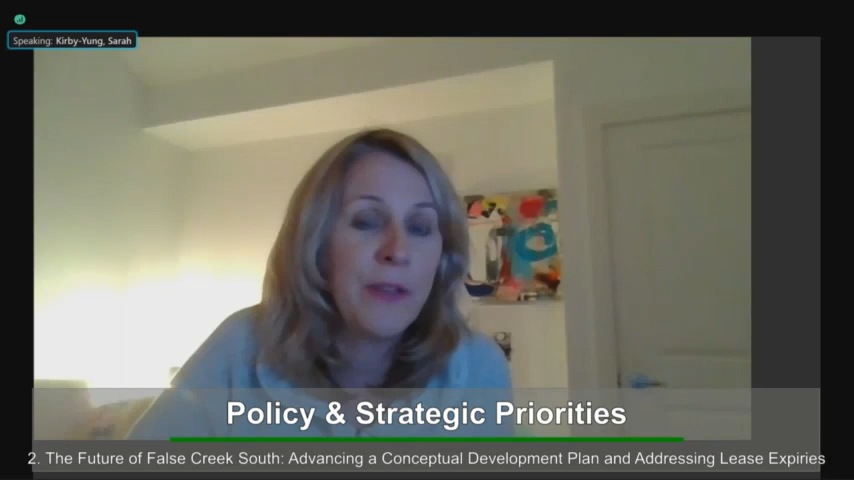 Speaking: Kirby-Yung, Sarah
Policy & Strategic Priorities
2. The Future of False Creek South: Advancing a Conceptual Development Plan and Addressing Lease Expiries